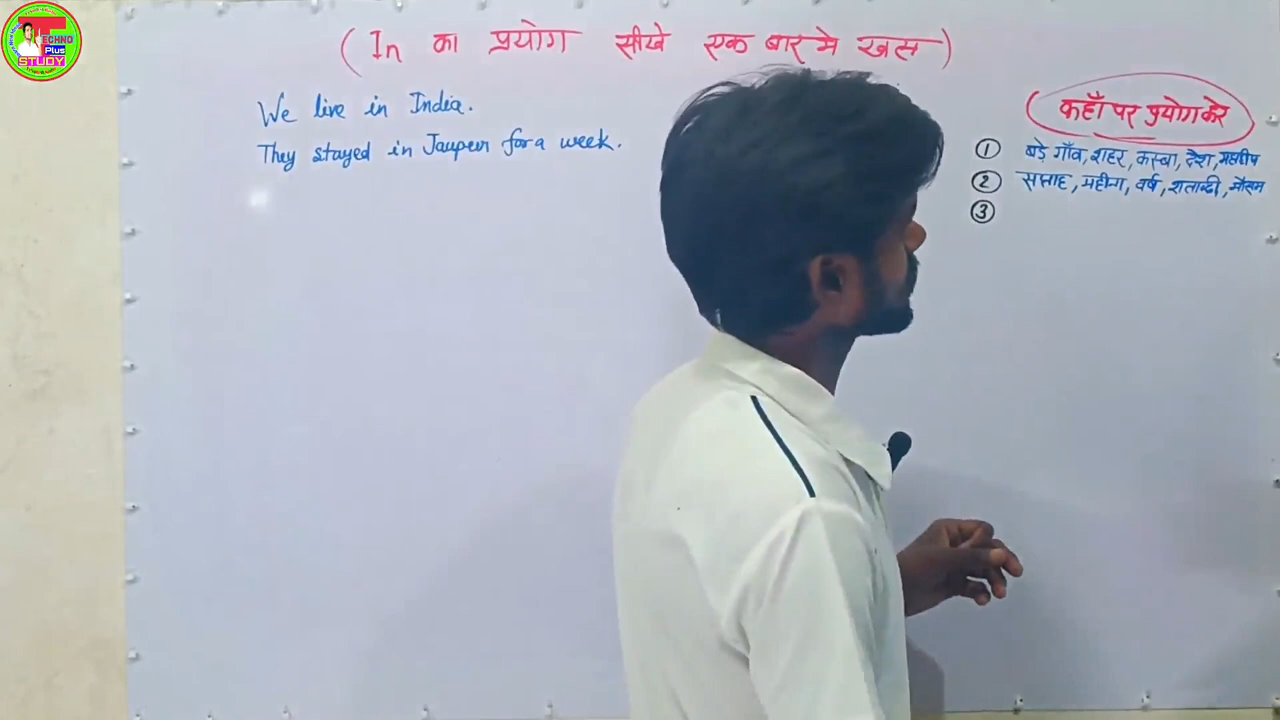 TECHNO
Plus
STUDY
(In का प्रयोग सीखे एक बार मे खत्म)
We live in India.
They stayed in Jaupur for a week.
(कहाँ पर प्रयोग करे
① बड़े गाँव, शहर, कस्बा, देश, महाद्वीप
② सप्ताह, महीना, वर्ष, शताब्दी, मौसम
③